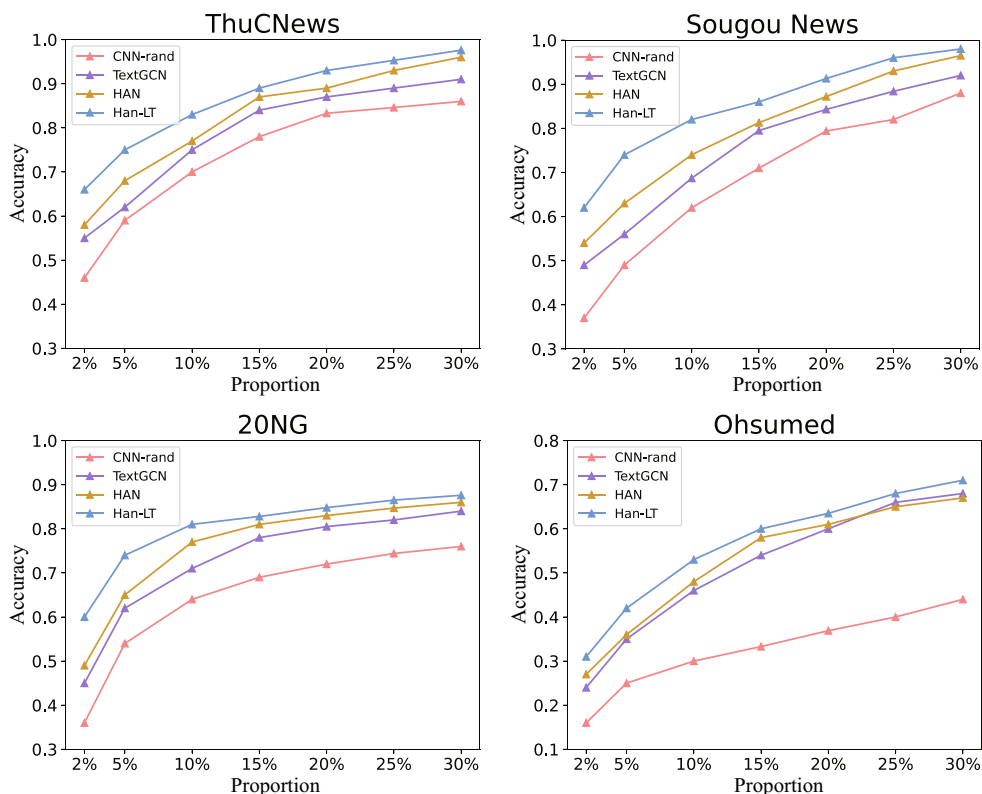 ThuCNews
1.0
0.9
0.8
0.7
0.6
0.5
0.4
0.3
Accuracy
CNN-rand
TextGCN
HAN
Han-LT
2% 5% 10% 15% 20% 25% 30%
Proportion
Sougou News
1.0
0.9
0.8
0.7
0.6
0.5
0.4
0.3
Accuracy
CNN-rand
TextGCN
HAN
Han-LT
2% 5% 10% 15% 20% 25% 30%
Proportion
20NG
1.0
0.9
0.8
0.7
0.6
0.5
0.4
0.3
Accuracy
CNN-rand
TextGCN
HAN
Han-LT
2% 5% 10% 15% 20% 25% 30%
Proportion
Ohsumed
0.8
0.7
0.6
0.5
0.4
0.3
0.2
0.1
Accuracy
CNN-rand
TextGCN
HAN
Han-LT
2% 5% 10% 15% 20% 25% 30%
Proportion